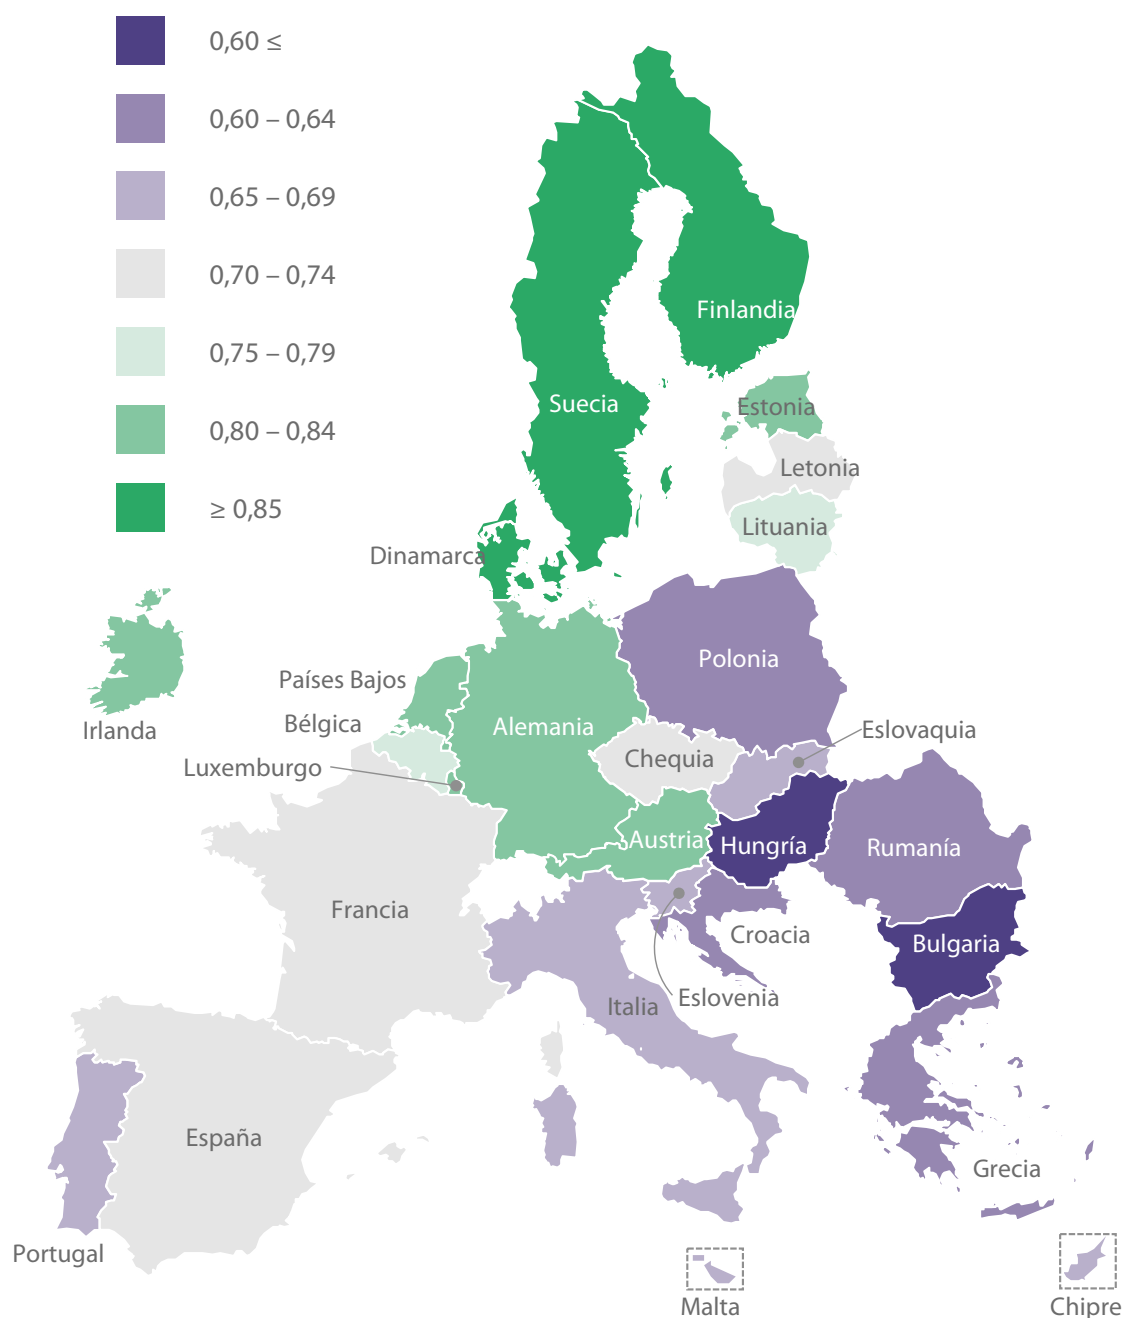 0,60 ≤
0,60 – 0,64
0,65 – 0,69
0,70 – 0,74
0,75 – 0,79
0,80 – 0,84
≥ 0,85
Finlandia
Suecia
Estonia
Letonia
Lituania
Dinamarca
Polonia
Países Bajos
Irlanda
Bélgica
Alemania
Eslovaquia
Chequia
Luxemburgo
Austria
Hungría
Rumanía
Francia
Croacia
Bulgaria
Eslovenia
Italia
España
Grecia
Portugal
Malta
Chipre